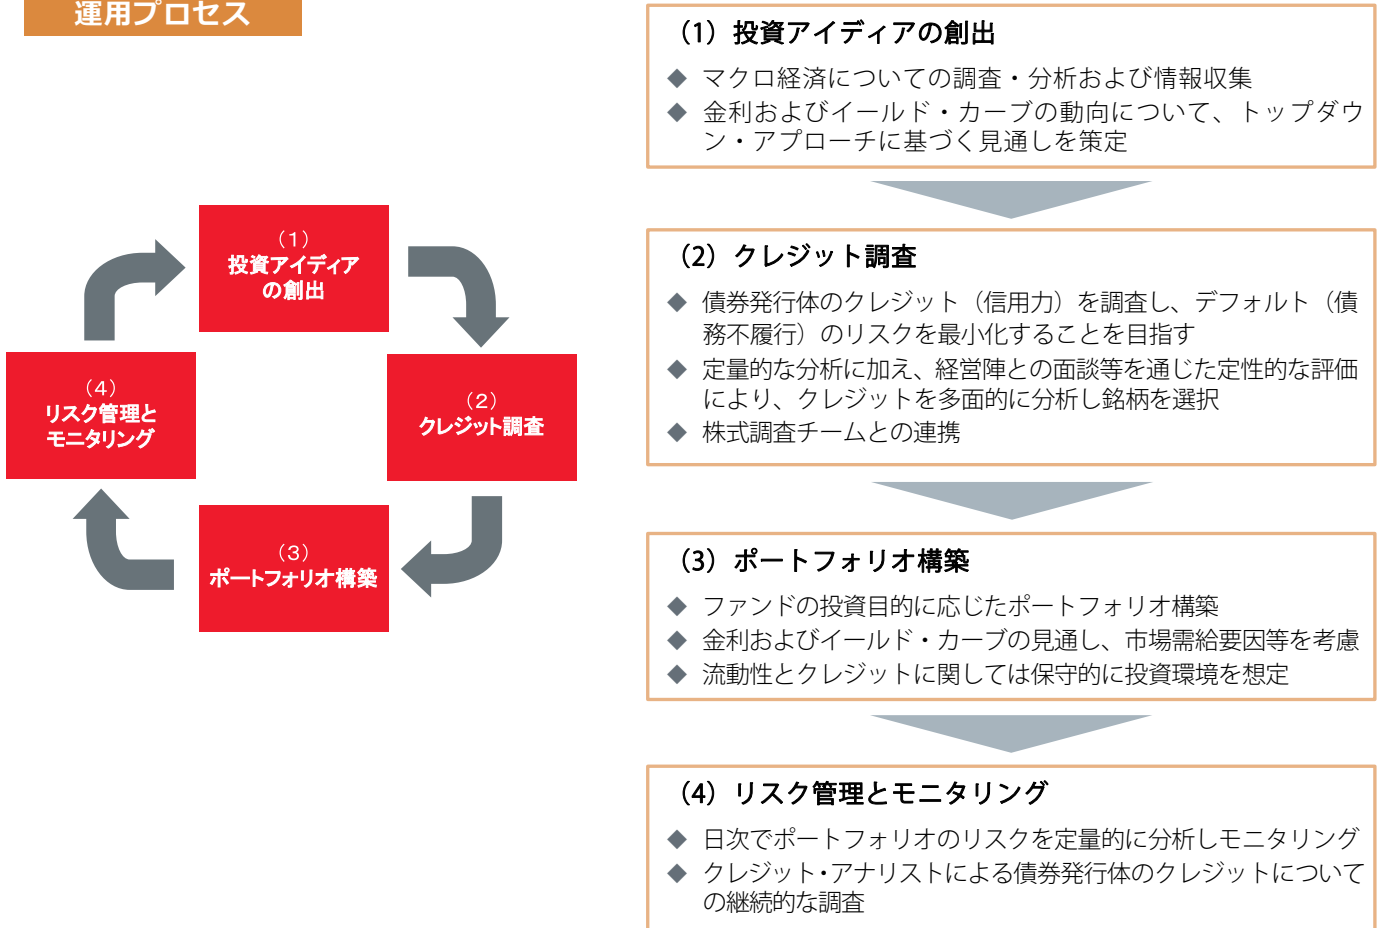 運用プロセス
(1)
投資アイディア
の創出
(2)
クレジット調査
(3)
ポートフォリオ構築
(4)
リスク管理と
モニタリング
(1) 投資アイディアの創出
◆ マクロ経済についての調査・分析および情報収集
◆ 金利およびイールド・カーブの動向について、トップダウ
ン・アプローチに基づく見通しを策定
(2) クレジット調査
◆ 債券発行体のクレジット（信用力）を調査し、デフォルト（債
務不履行）のリスクを最小化することを目指す
◆ 定量的な分析に加え、経営陣との面談等を通じた定性的な評価
により、クレジットを多面的に分析し銘柄を選択
◆ 株式調査チームとの連携
(3) ポートフォリオ構築
◆ ファンドの投資目的に応じたポートフォリオ構築
◆ 金利およびイールド・カーブの見通し、市場需給要因等を考慮
◆ 流動性とクレジットに関しては保守的に投資環境を想定
(4) リスク管理とモニタリング
◆ 日次でポートフォリオのリスクを定量的に分析しモニタリング
◆ クレジット・アナリストによる債券発行体のクレジットについて
の継続的な調査